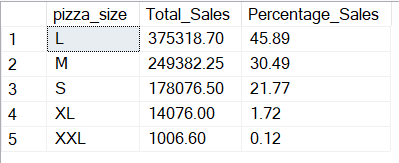 pizza_size Total_Sales Percentage_Sales
1 L 375318.70 45.89
2 M 249382.25 30.49
3 S 178076.50 21.77
4 XL 14076.00 1.72
5 XXL 1006.60 0.12